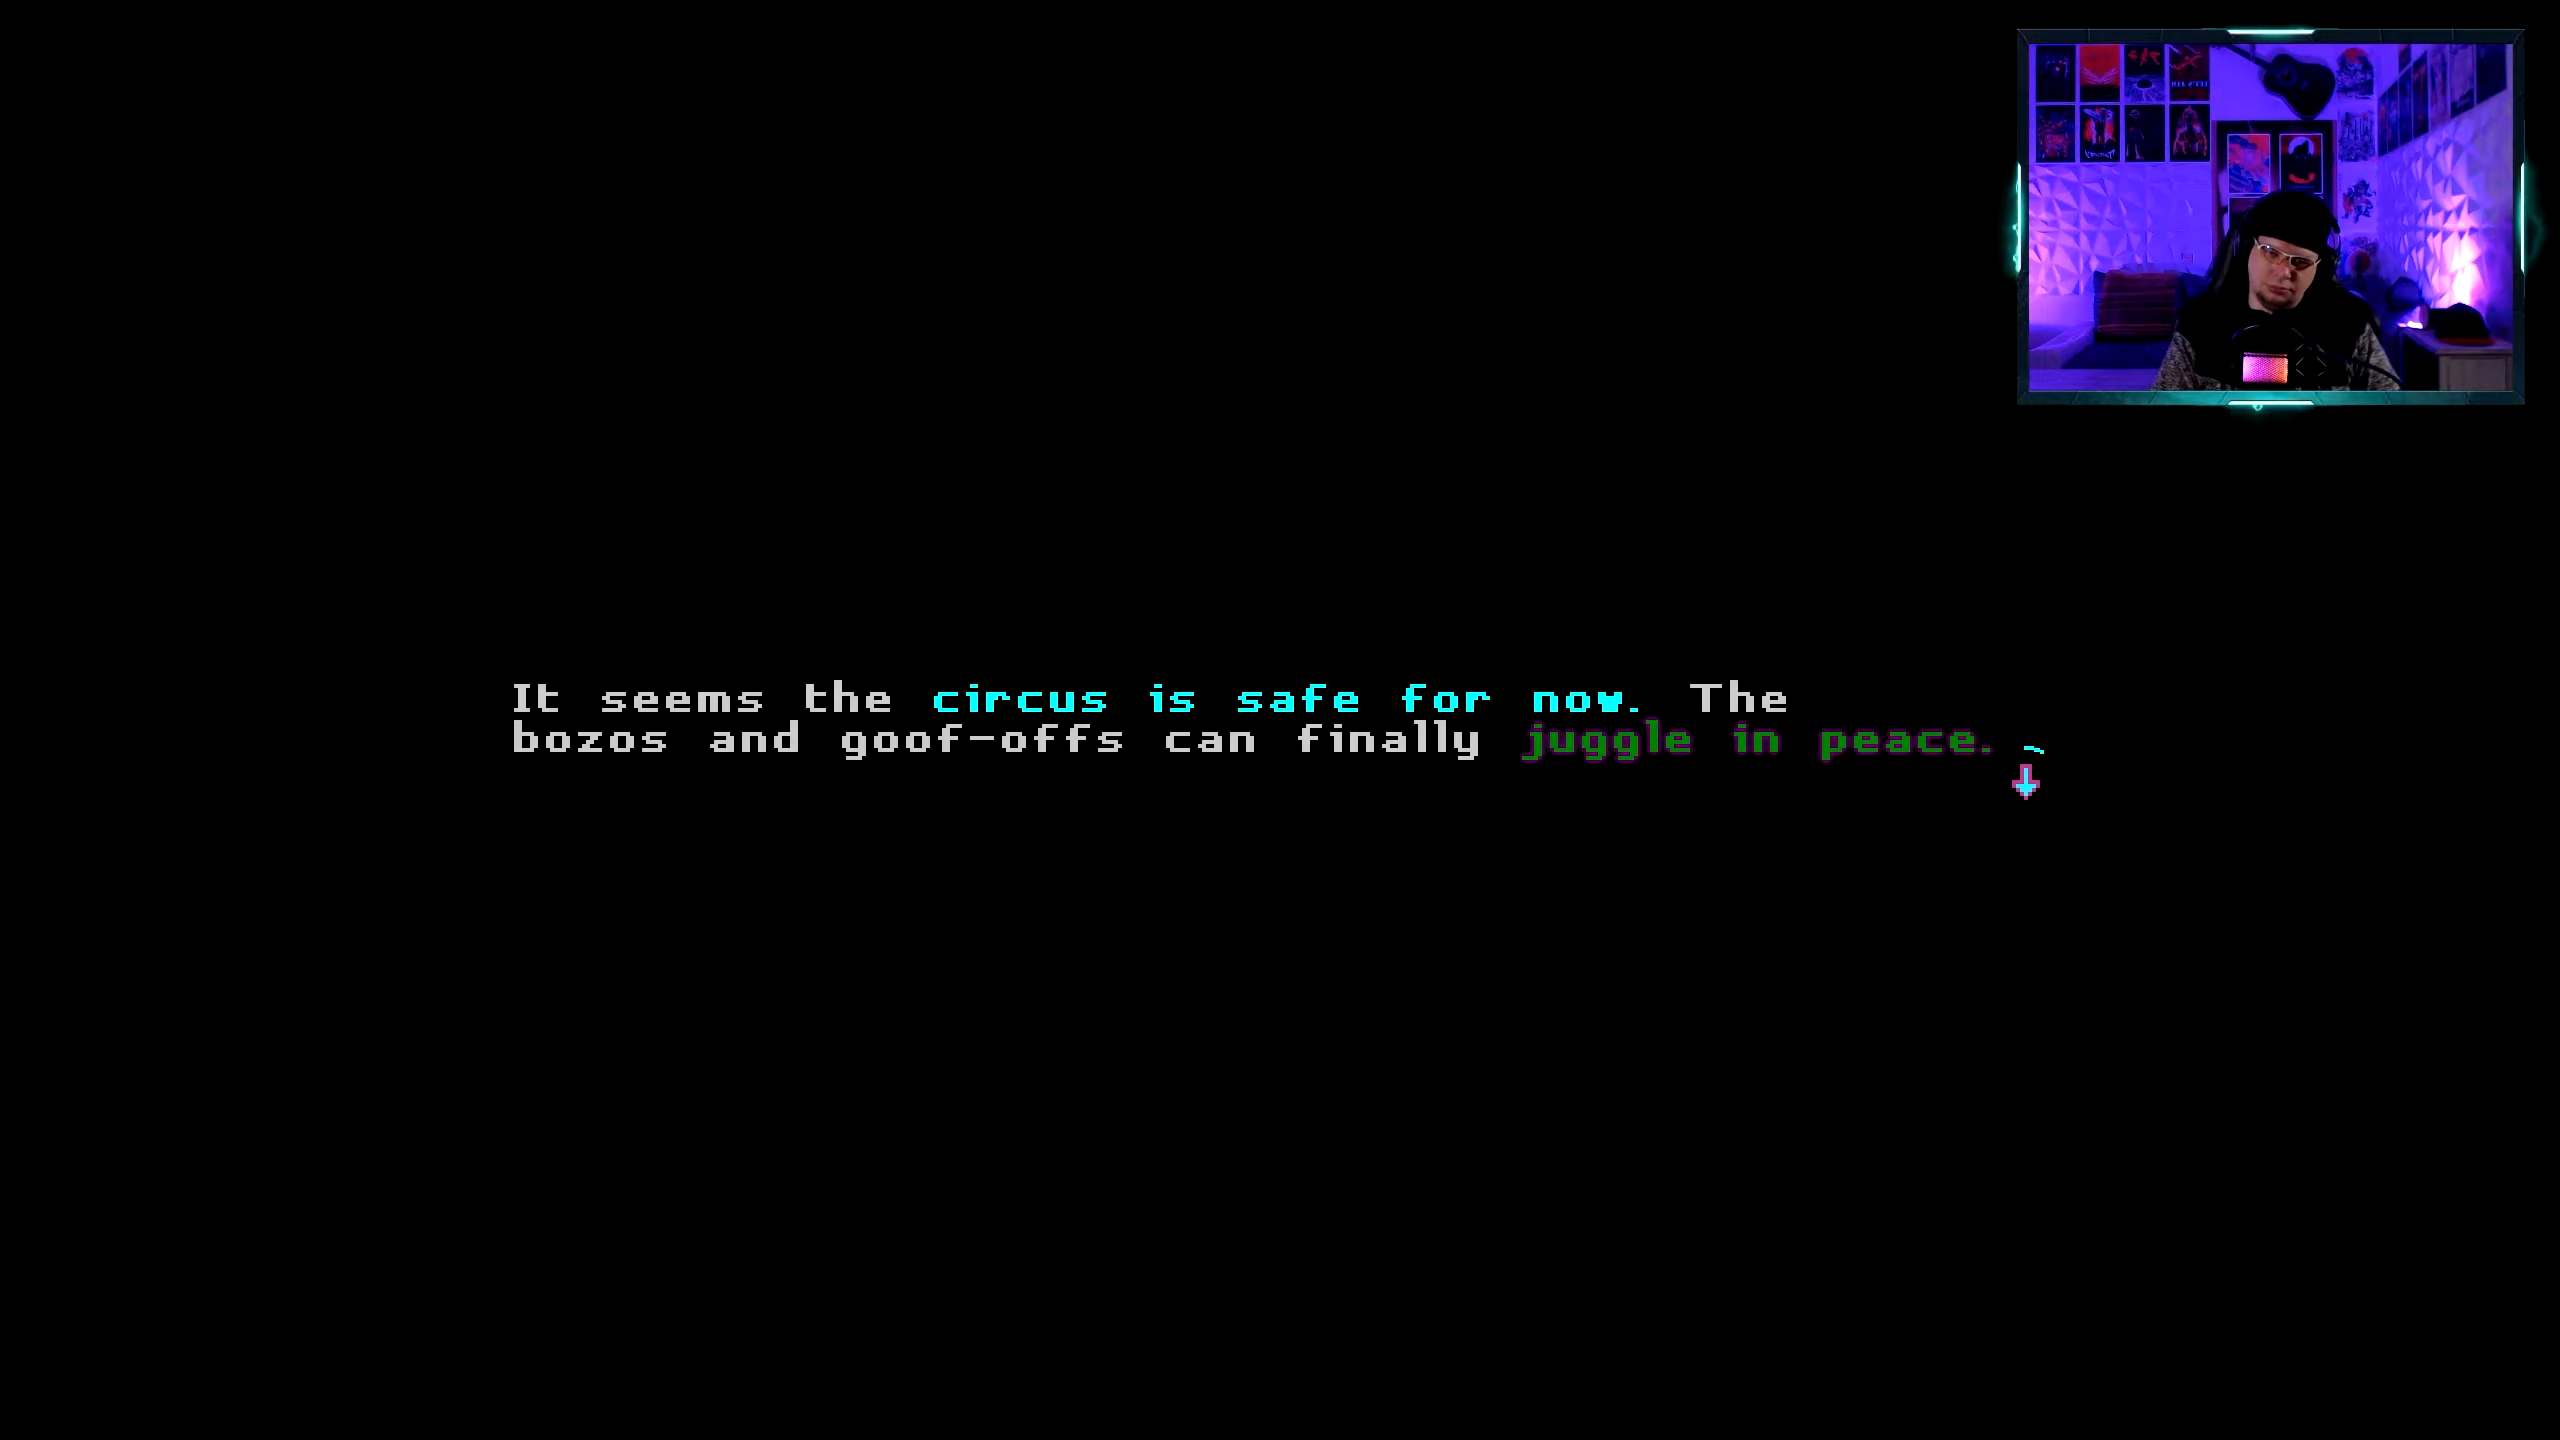 It seems the circus is safe for now. The
bozos and goof-offs can finally juggle in peace.